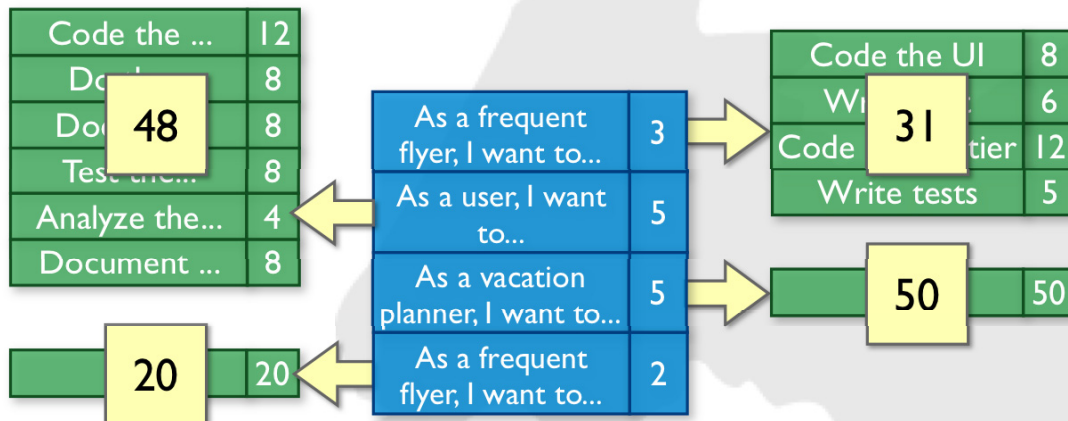 Code the ... 12
8
8
48
8
Analyze the... 4
Document ... 8
20 20
As a frequent
flyer, I want to... 3
As a user, I want
to... 5
As a vacation
planner, I want to... 5
As a frequent
flyer, I want to... 2
Code the UI 8
6
31
Code tier 12
Write tests 5
50 50